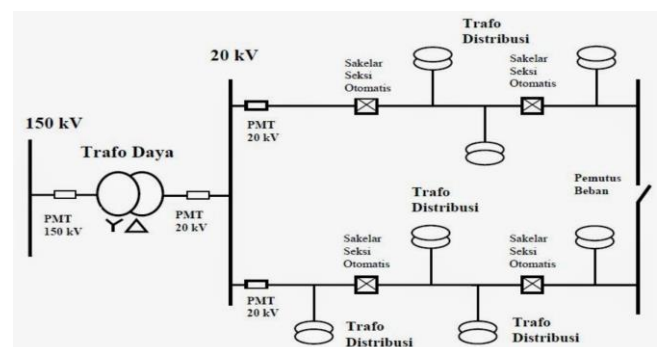 Trafo
Distribusi
20 kV
Sakelar
Seksi
Otomatis
Sakelar
Seksi
Otomatis
150 kV
PMT
20 kV
Trafo Daya
Trafo
Distribusi
Pemutus
Beban
PMT
150 kV
PMT
20 kV
Sakelar
Seksi
Otomatis
Sakelar
Seksi
Otomatis
PMT
20 kV
Trafo
Distribusi
Trafo
Distribusi